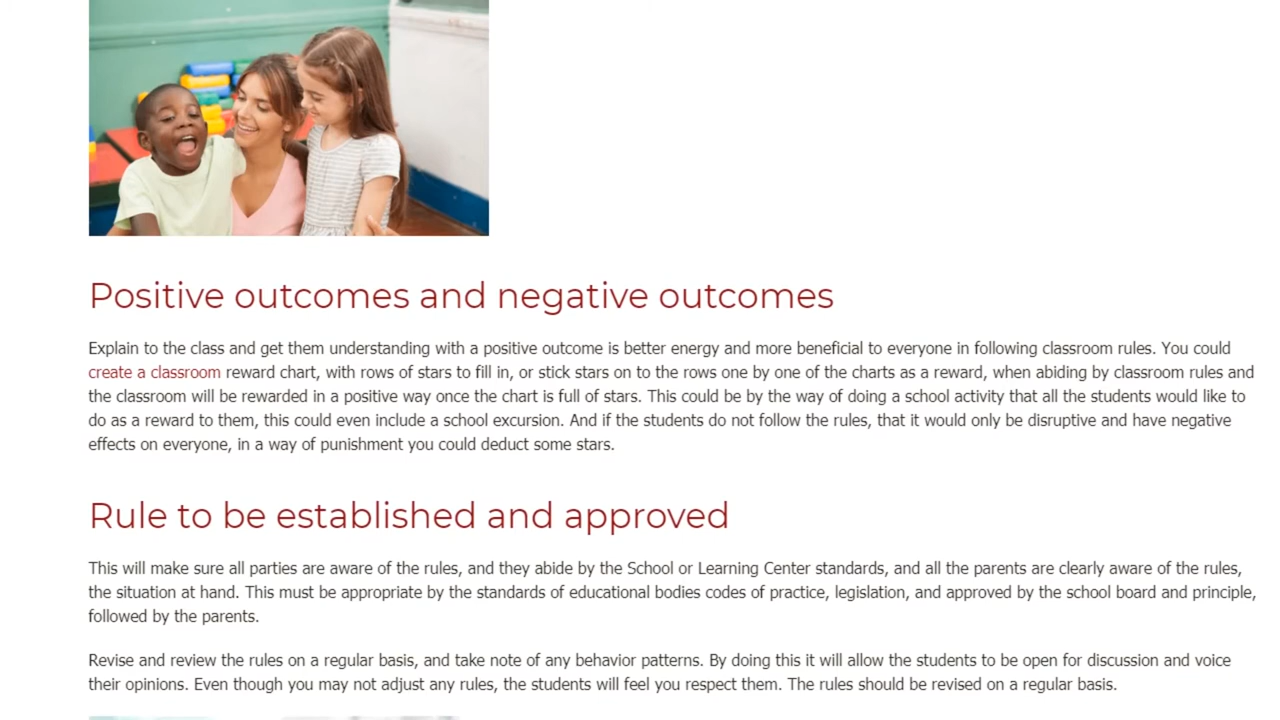 Positive outcomes and negative outcomes
Explain to the class and get them understanding with a positive outcome is better energy and more beneficial to everyone in following classroom rules. You could
create a classroom reward chart, with rows of stars to fill in, or stick stars on to the rows one by one of the charts as a reward, when abiding by classroom rules and
the classroom will be rewarded in a positive way once the chart is full of stars. This could be by the way of doing a school activity that all the students would like to
do as a reward to them, this could even include a school excursion. And if the students do not follow the rules, that it would only be disruptive and have negative
effects on everyone, in a way of punishment you could deduct some stars.
Rule to be established and approved
This will make sure all parties are aware of the rules, and they abide by the School or Learning Center standards, and all the parents are clearly aware of the rules,
the situation at hand. This must be appropriate by the standards of educational bodies codes of practice, legislation, and approved by the school board and principle,
followed by the parents.
Revise and review the rules on a regular basis, and take note of any behavior patterns. By doing this it will allow the students to be open for discussion and voice
their opinions. Even though you may not adjust any rules, the students will feel you respect them. The rules should be revised on a regular basis.